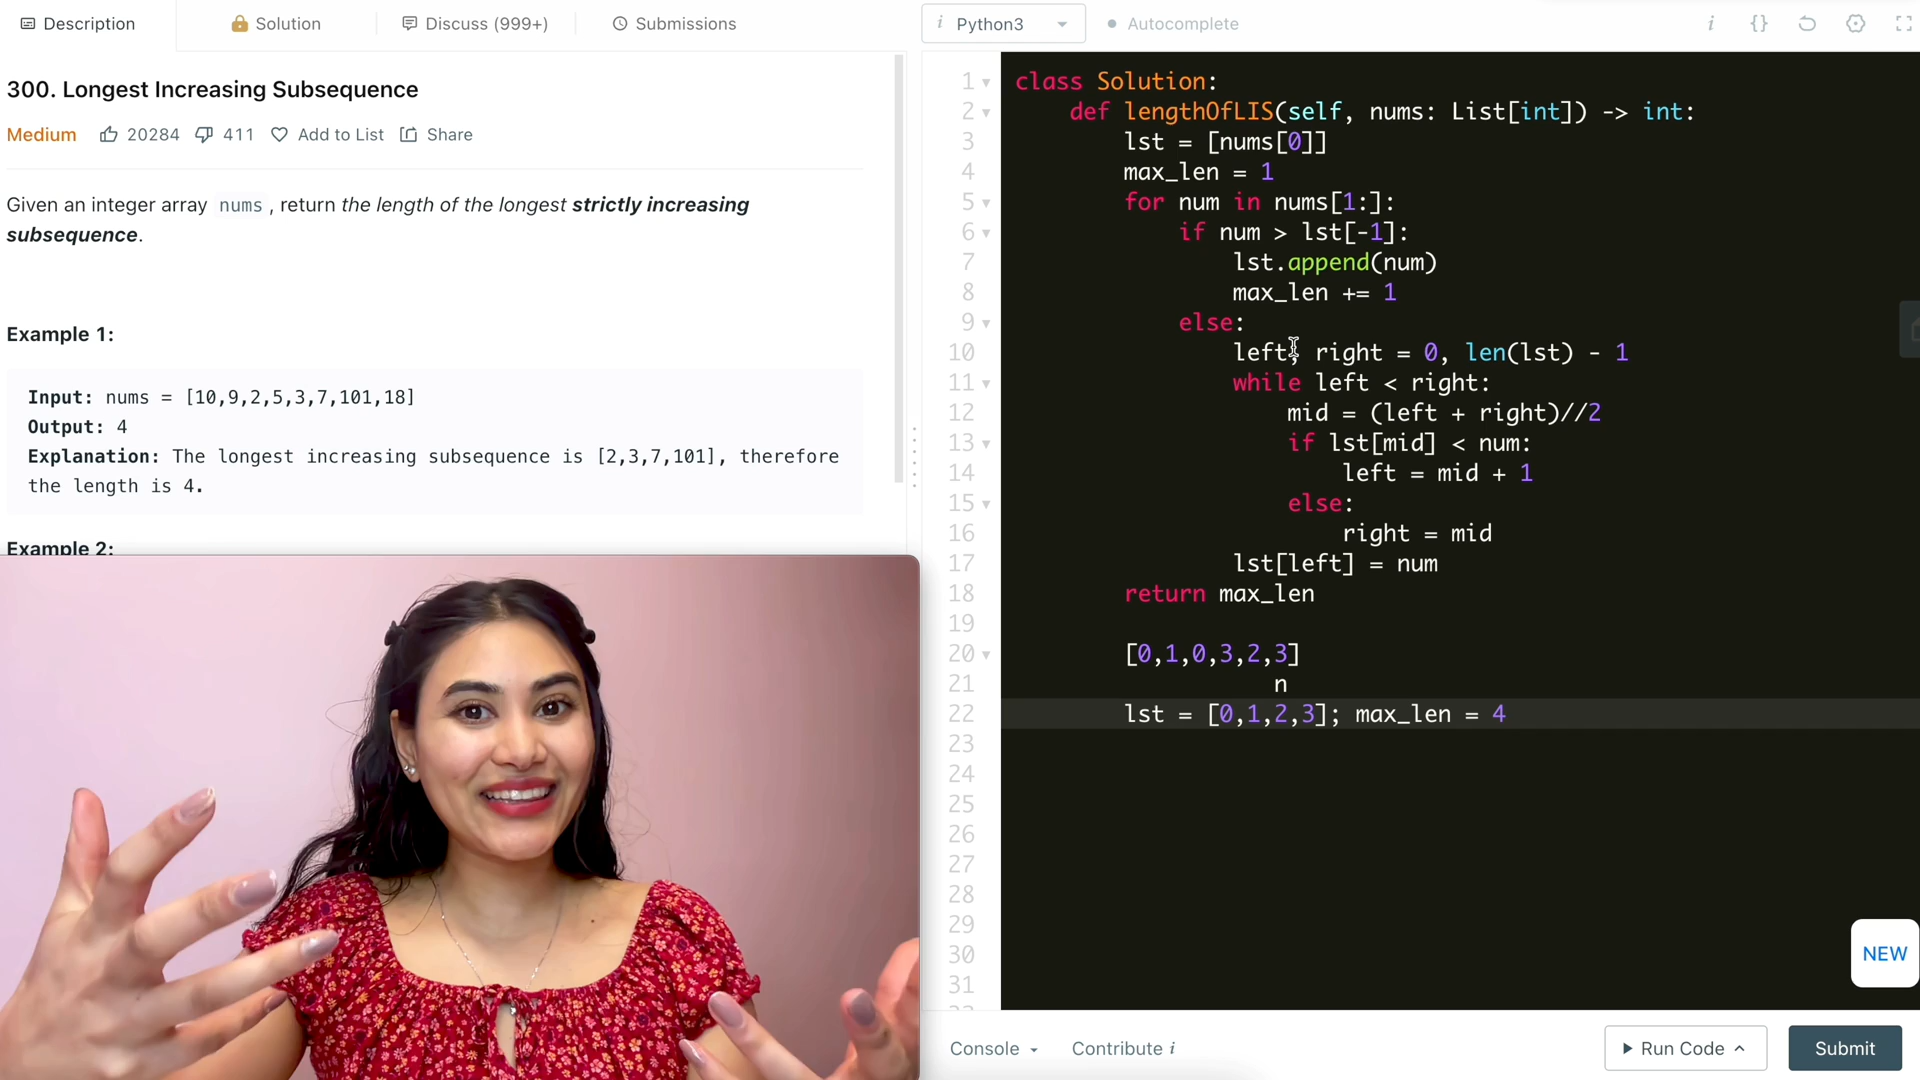 Description
Solution
Discuss (999+)
Submissions
300. Longest Increasing Subsequence
Medium 20284 411 Add to List Share
Given an integer array nums, return the length of the longest strictly increasing
subsequence.
Example 1:
Input: nums = [10,9,2,5,3,7,101,18]
Output: 4
Explanation: The longest increasing subsequence is [2,3,7,101], therefore
the length is 4.
Example 2:
i Python3
Autocomplete
i {}
1 class Solution:
2     def lengthOfLIS(self, nums: List[int]) -> int:
3         lst = [nums[0]]
4         max_len = 1
5         for num in nums[1:]:
6             if num > lst[-1]:
7                 lst.append(num)
8                 max_len += 1
9             else:
10                 left, right = 0, len(lst) - 1
11                 while left < right:
12                     mid = (left + right)//2
13                     if lst[mid] < num:
14                         left = mid + 1
15                     else:
16                         right = mid
17                 lst[left] = num
18         return max_len
19
20         [0,1,0,3,2,3]
21                    n
22         lst = [0,1,2,3]; max_len = 4
23
24
25
26
27
28
29
30
31
NEW
Console
Contribute i
Run Code
Submit